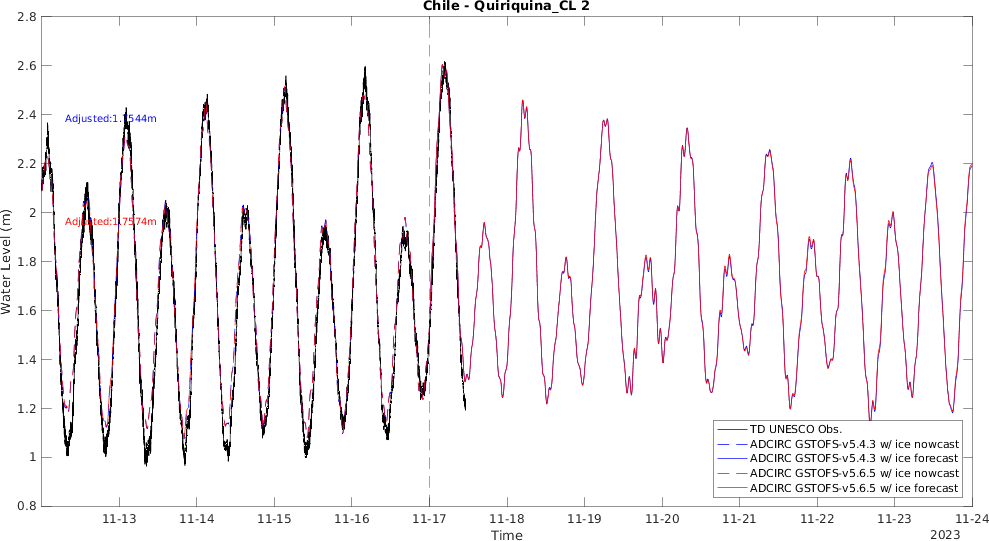 Chile - Quiriquina_CL 2
2.8
2.6
2.4
2.2
2
1.8
1.6
1.4
1.2
1
0.8
Water Level (m)
Adjusted:1.1544m
Adjusted:1.7574m
TD UNESCO Obs.
ADCIRC GSTOFS-v5.4.3 w/ ice nowcast
ADCIRC GSTOFS-v5.4.3 w/ ice forecast
ADCIRC GSTOFS-v5.6.5 w/ ice nowcast
ADCIRC GSTOFS-v5.6.5 w/ ice forecast
11-13 11-14 11-15 11-16 11-17 11-18 11-19 11-20 11-21 11-22 11-23 11-24
Time
2023